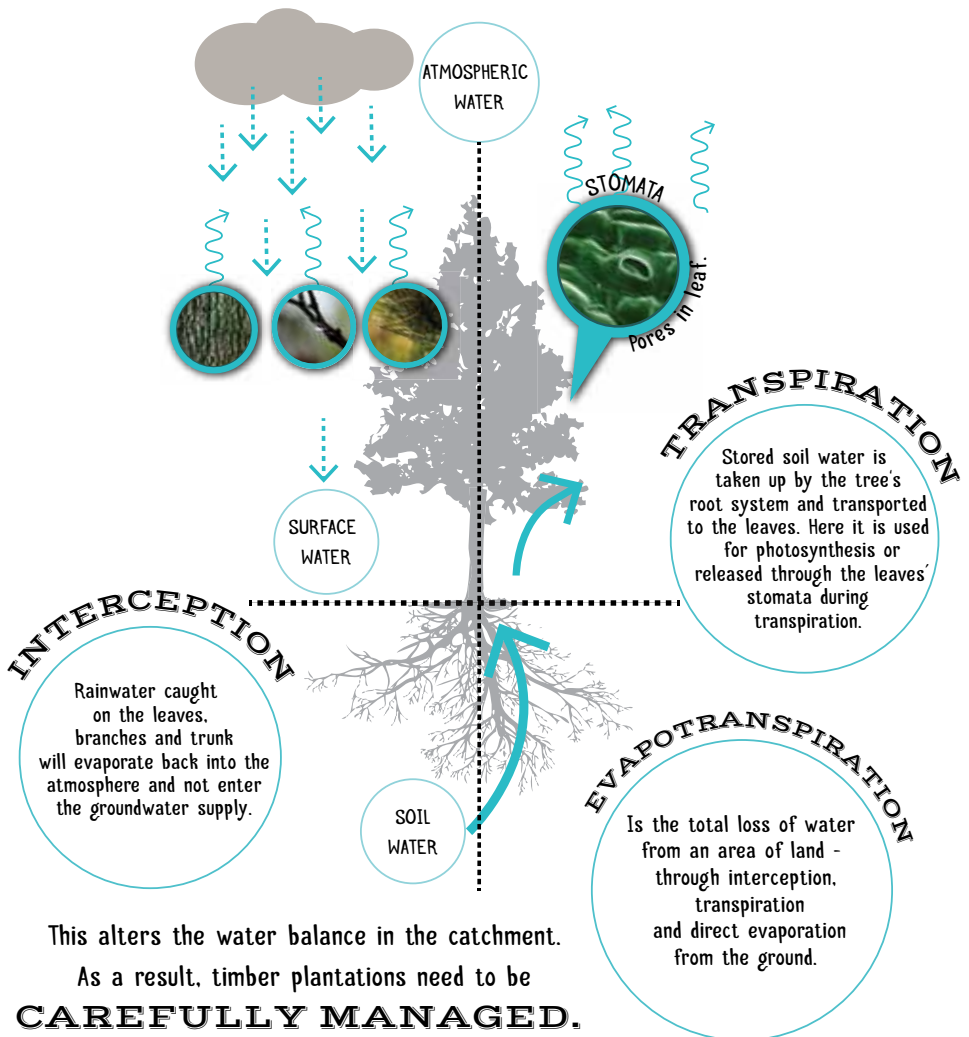 ATMOSPHERIC
WATER
STOMATA
Pores in leaf.
TRANSPIRATION
Stored soil water is
taken up by the tree's
root system and transported
to the leaves. Here it is used
for photosynthesis or
released through the leaves'
stomata during
transpiration.
SURFACE
WATER
INTERCEPTION
Rainwater caught
on the leaves,
branches and trunk
will evaporate back into the
atmosphere and not enter
the groundwater supply.
SOIL
WATER
EVAPOTRANSPIRATION
Is the total loss of water
from an area of land -
through interception,
transpiration
and direct evaporation
from the ground.
This alters the water balance in the catchment.
As a result, timber plantations need to be
CAREFULLY MANAGED.